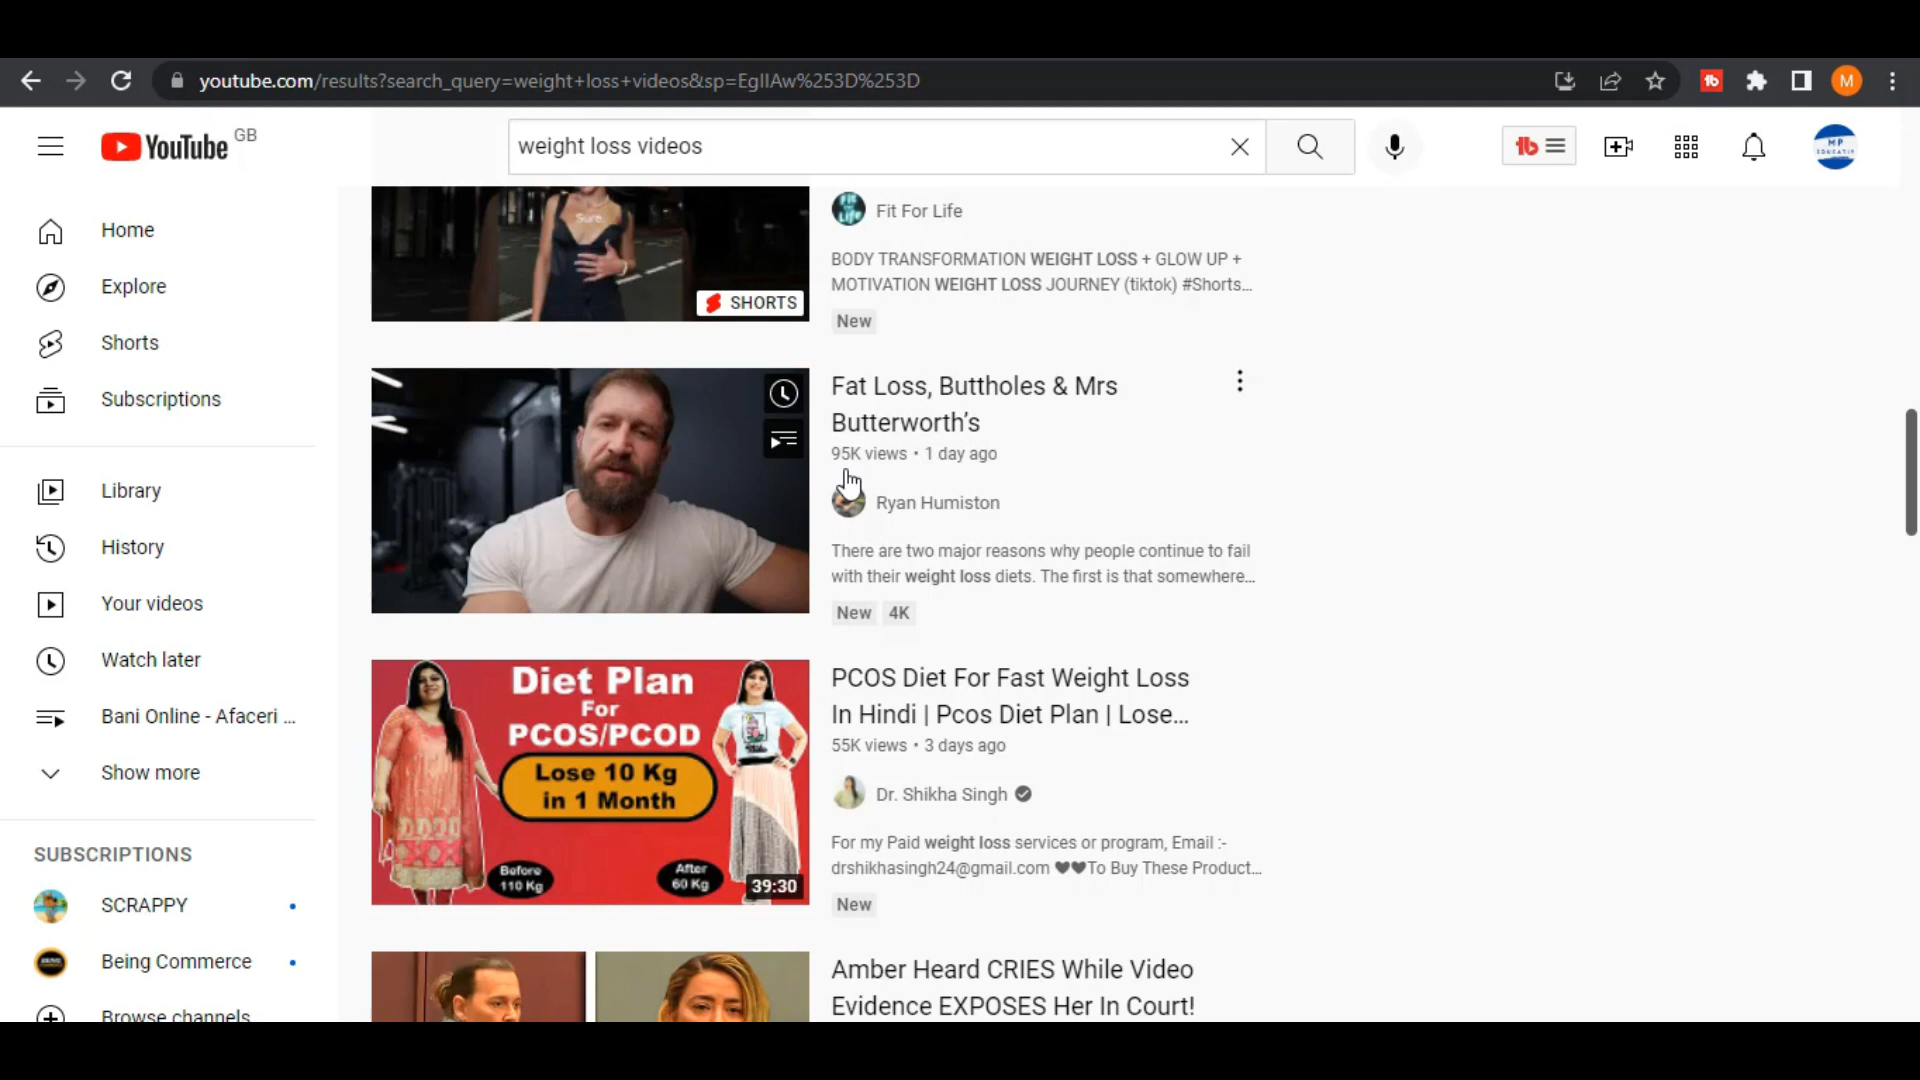 youtube.com/results?search_query=weight+loss+videos&sp=EgIIAw%253D%253D
tb
M
YouTube GB
weight loss videos
tb
MP
Home
Explore
Shorts
Subscriptions
Library
History
Your videos
Watch later
Bani Online - Afaceri ...
Show more
SUBSCRIPTIONS
SCRAPPY
Being Commerce
Browse channels
Sure.
SHORTS
Fit For Life
BODY TRANSFORMATION WEIGHT LOSS + GLOW UP +
MOTIVATION WEIGHT LOSS JOURNEY (tiktok) #Shorts...
New
Fat Loss, Buttholes & Mrs
Butterworth’s
95K views • 1 day ago
Ryan Humiston
There are two major reasons why people continue to fail
with their weight loss diets. The first is that somewhere...
New 4K
Diet Plan
For
PCOS/PCOD
Lose 10 Kg
in 1 Month
Before
110 Kg
After
60 Kg
39:30
PCOS Diet For Fast Weight Loss
In Hindi | Pcos Diet Plan | Lose...
55K views • 3 days ago
Dr. Shikha Singh
For my Paid weight loss services or program, Email :-
drshikhasingh24@gmail.com ♥♥To Buy These Product...
New
Amber Heard CRIES While Video
Evidence EXPOSES Her In Court!